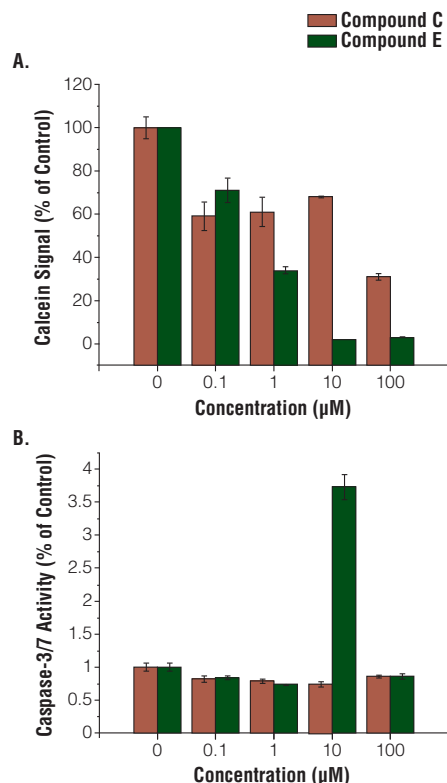 Compound C
Compound E
A.
Calcein Signal (% of Control)
120
100
80
60
40
20
0
0 0.1 1 10 100
Concentration (µM)
B.
Caspase-3/7 Activity (% of Control)
4
3.5
3
2.5
2
1.5
1
0.5
0
0 0.1 1 10 100
Concentration (µM)